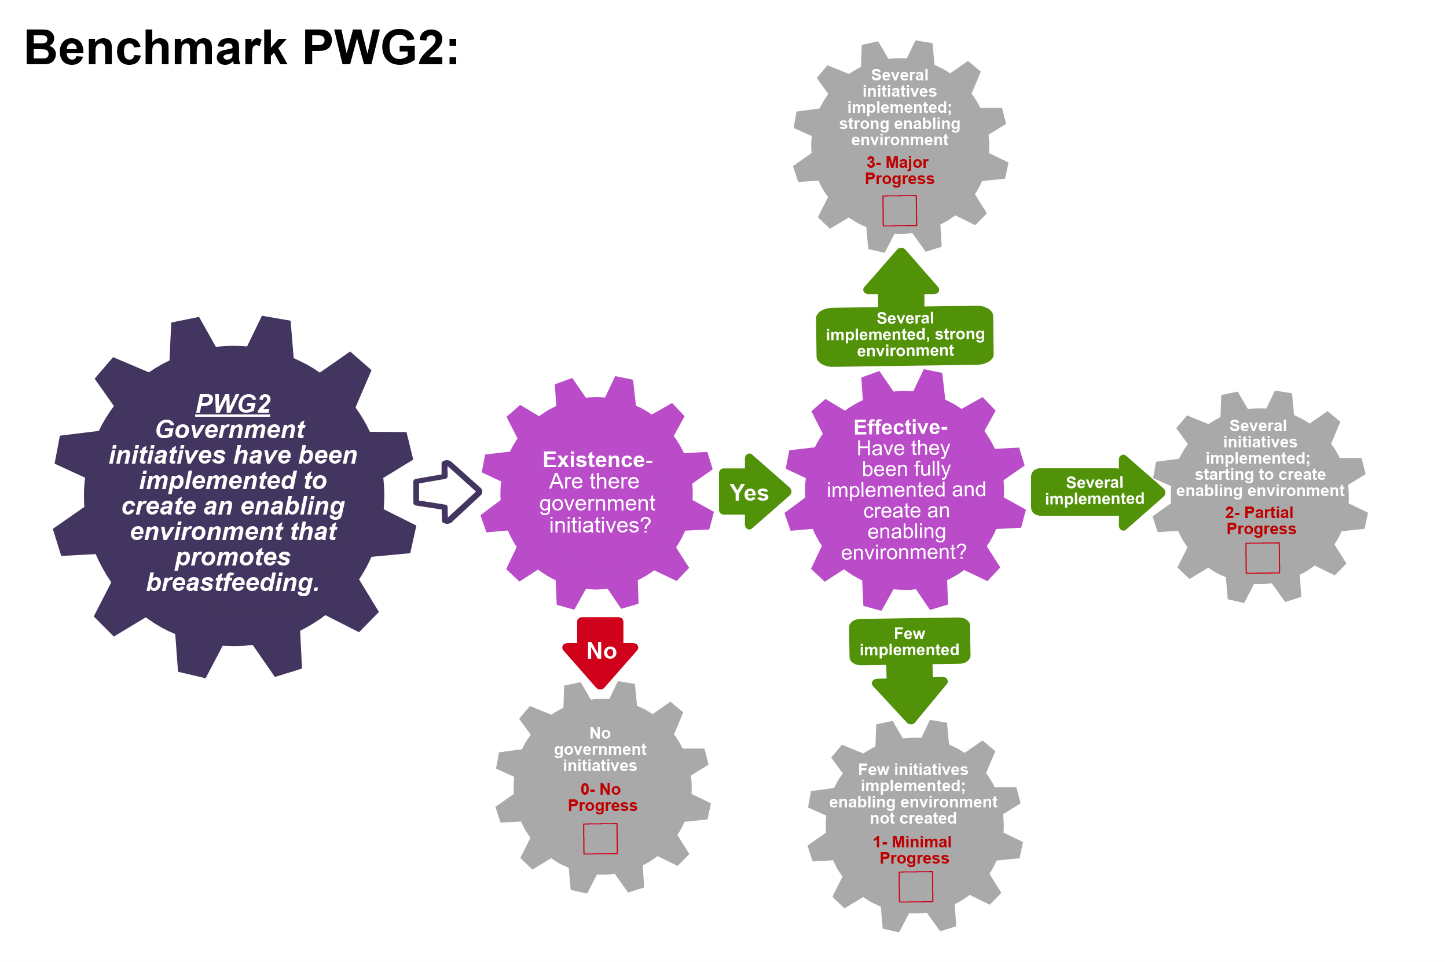 Benchmark PWG2:
PWG2
Government
initiatives have been
implemented to
create an enabling
environment that
promotes
breastfeeding.
Existence-
Are there
government
initiatives?
Yes
No
No
government
initiatives
0- No
Progress
Effective-
Have they
been fully
implemented and
create an
enabling
environment?
Several
implemented, strong
environment
Several
initiatives
implemented;
strong enabling
environment
3- Major
Progress
Several
implemented
Several
initiatives
implemented;
starting to create
enabling environment
2- Partial
Progress
Few
implemented
Few initiatives
implemented;
enabling environment
not created
1- Minimal
Progress